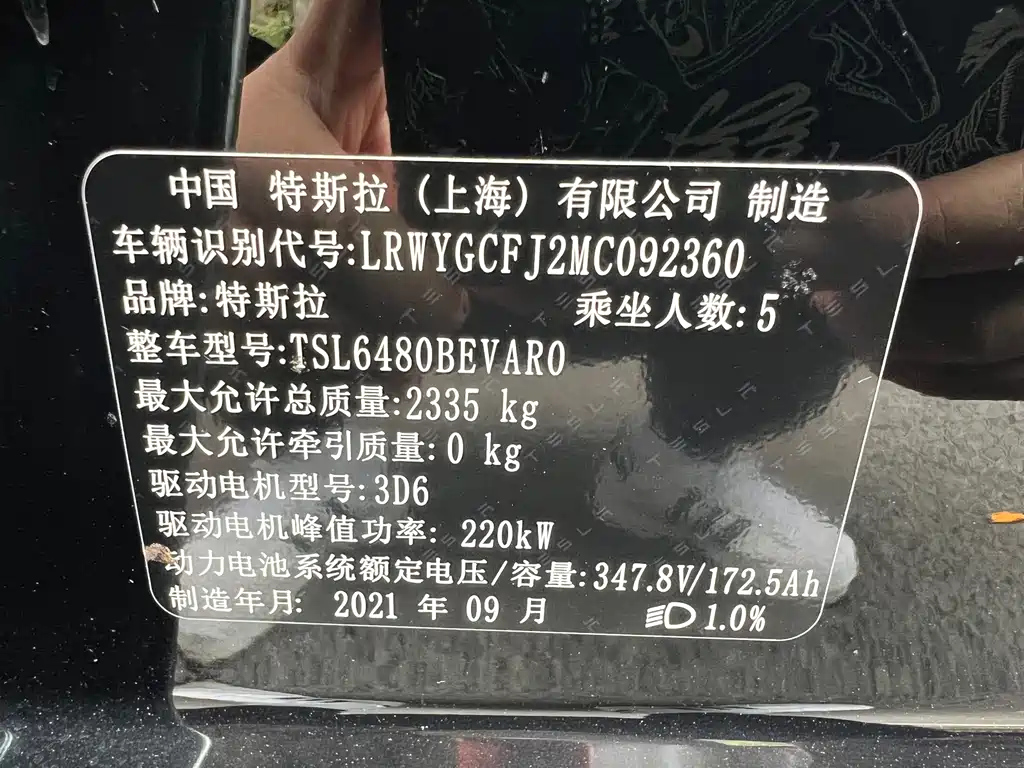 中国 特斯拉（上海）有限公司 制造
车辆识别代号:LRWYGCFJ2MC092360
品牌:特斯拉 乘坐人数:5
整车型号:TSL6480BEVAR0
最大允许总质量:2335 kg
最大允许牵引质量:0 kg
驱动电机型号:3D6
驱动电机峰值功率: 220kW
动力电池系统额定电压/容量:347.8V/172.5Ah
制造年月: 2021 年 09 月 1.0%
TESLA